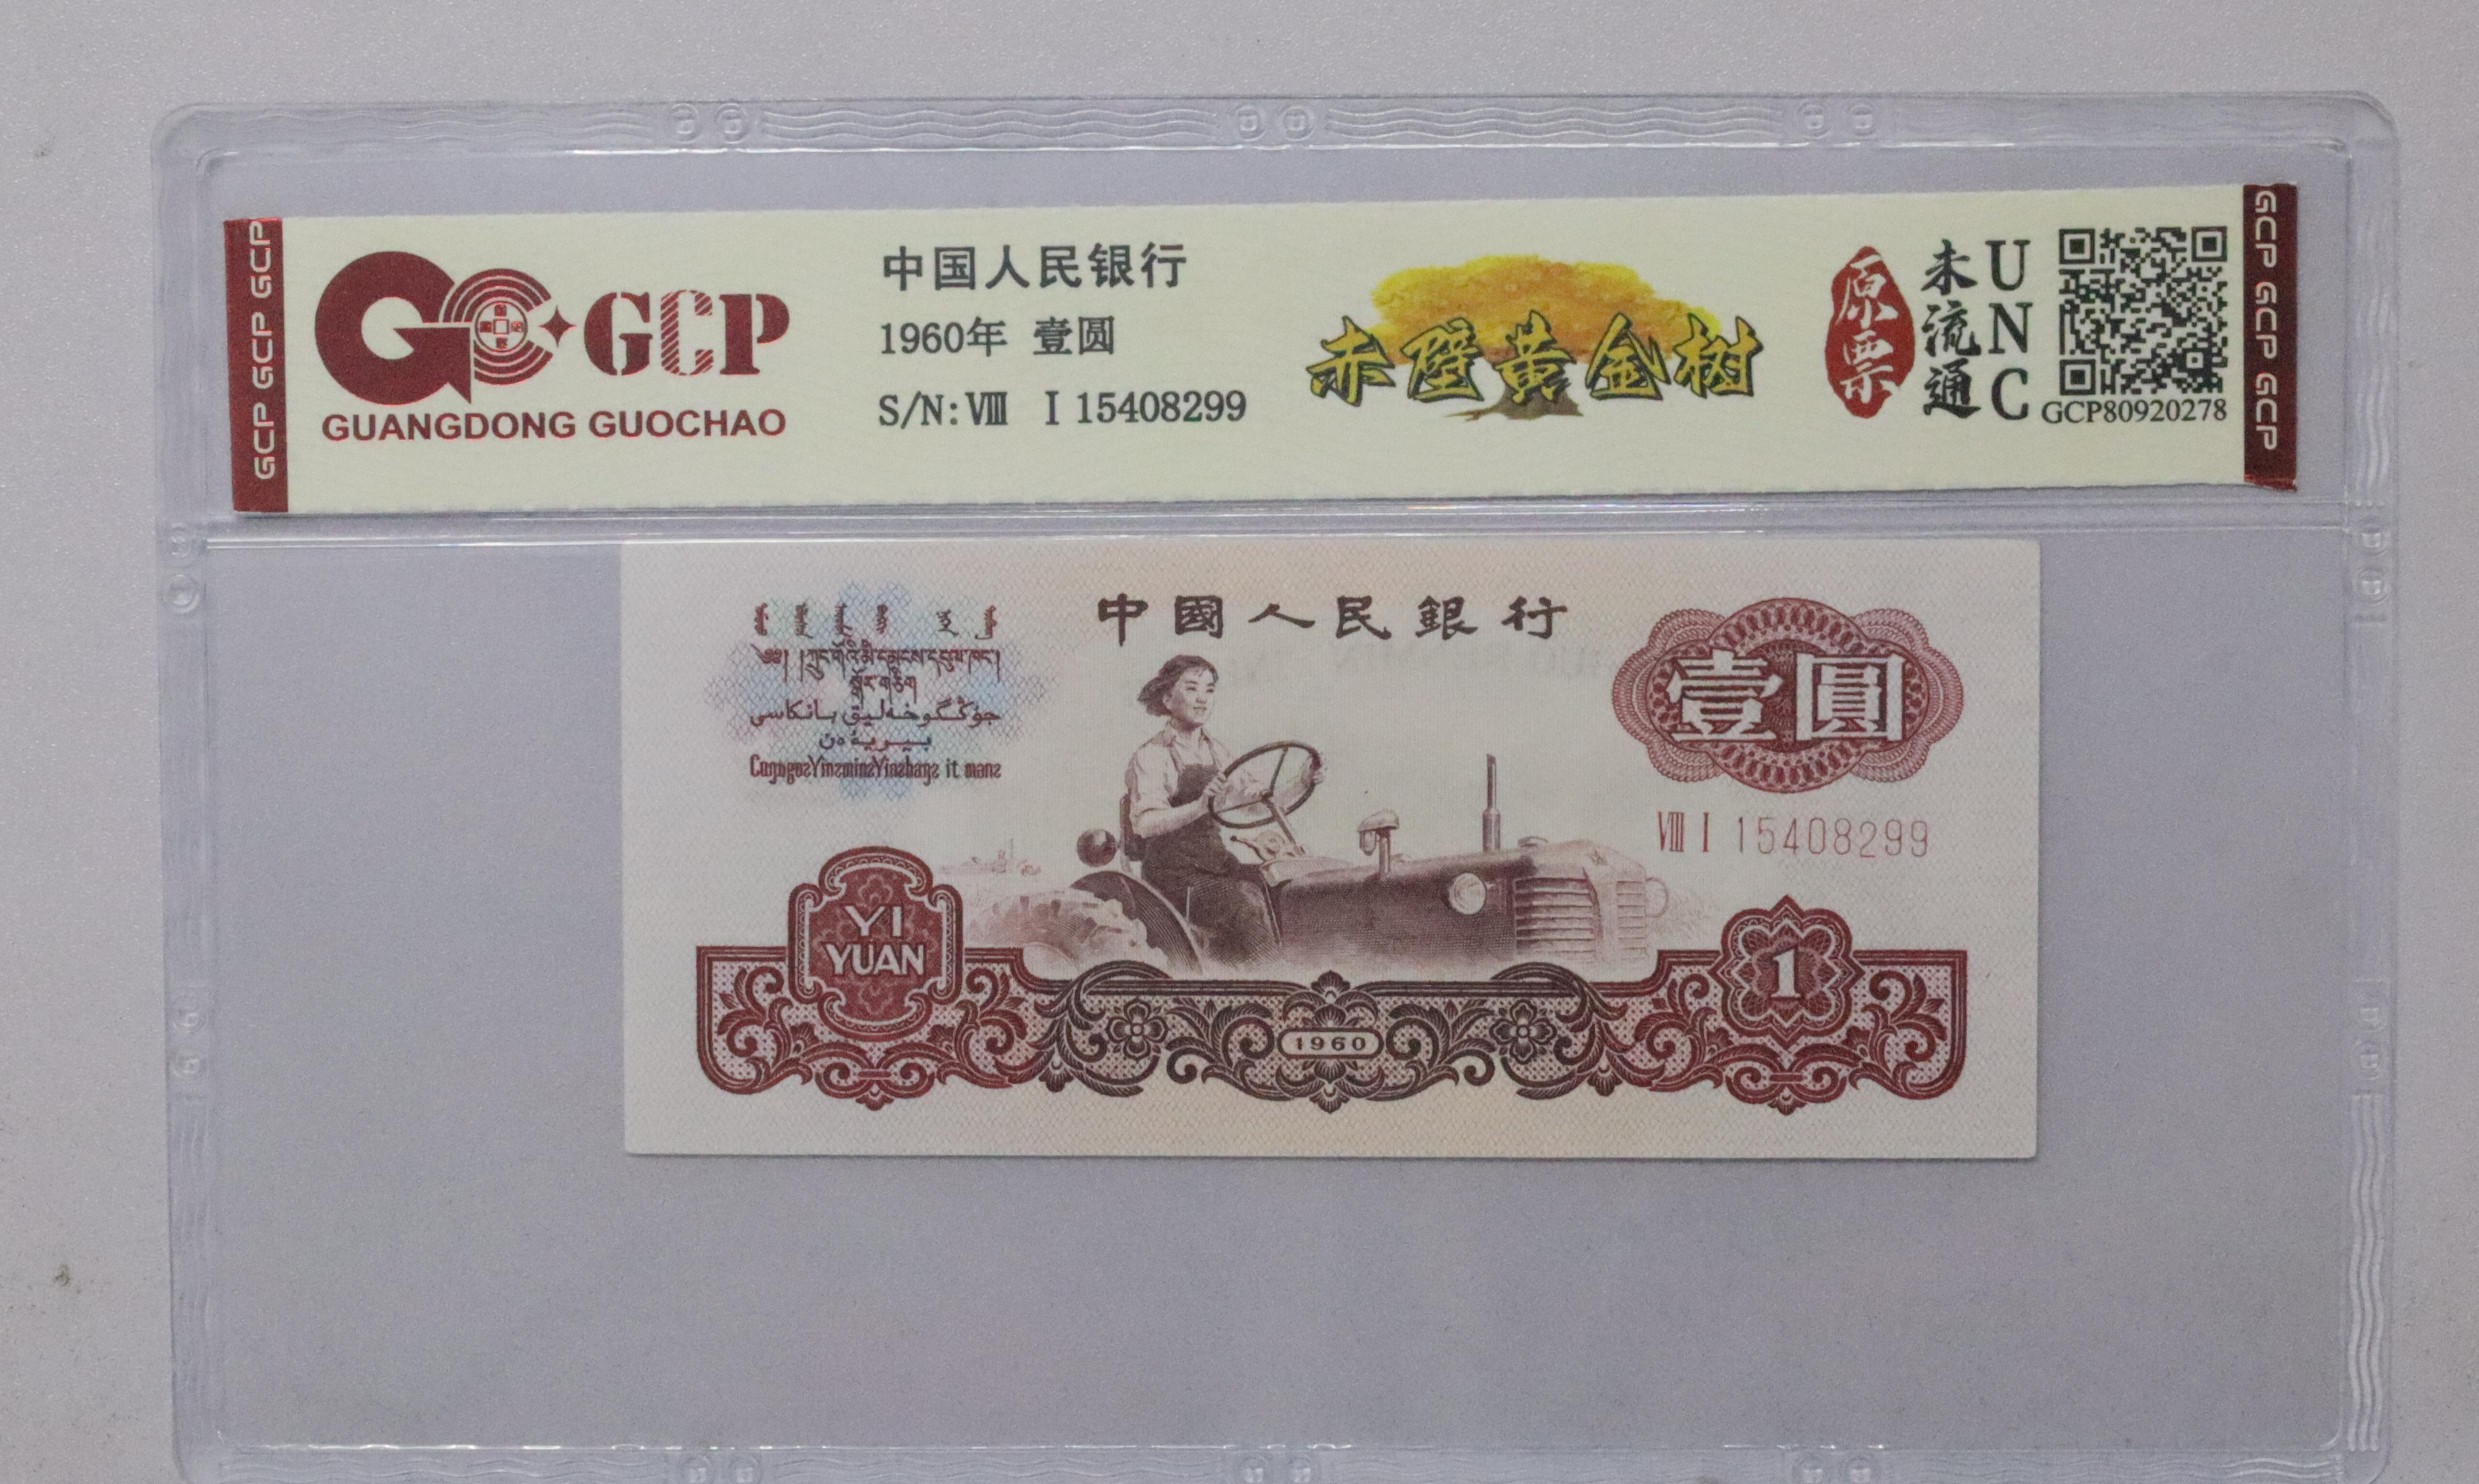 GCP GCP GCP
GCP
GUANGDONG GUOCHAO
中国人民银行
1960年 壹圆
S/N: Ⅷ Ⅰ 15408299
赤壁黄金树
原票
未流通
UNC
GCP80920278
GCP GCP GCP
中國人民銀行
壹圓
Ⅷ Ⅰ 15408299
YI
YUAN
1960
1